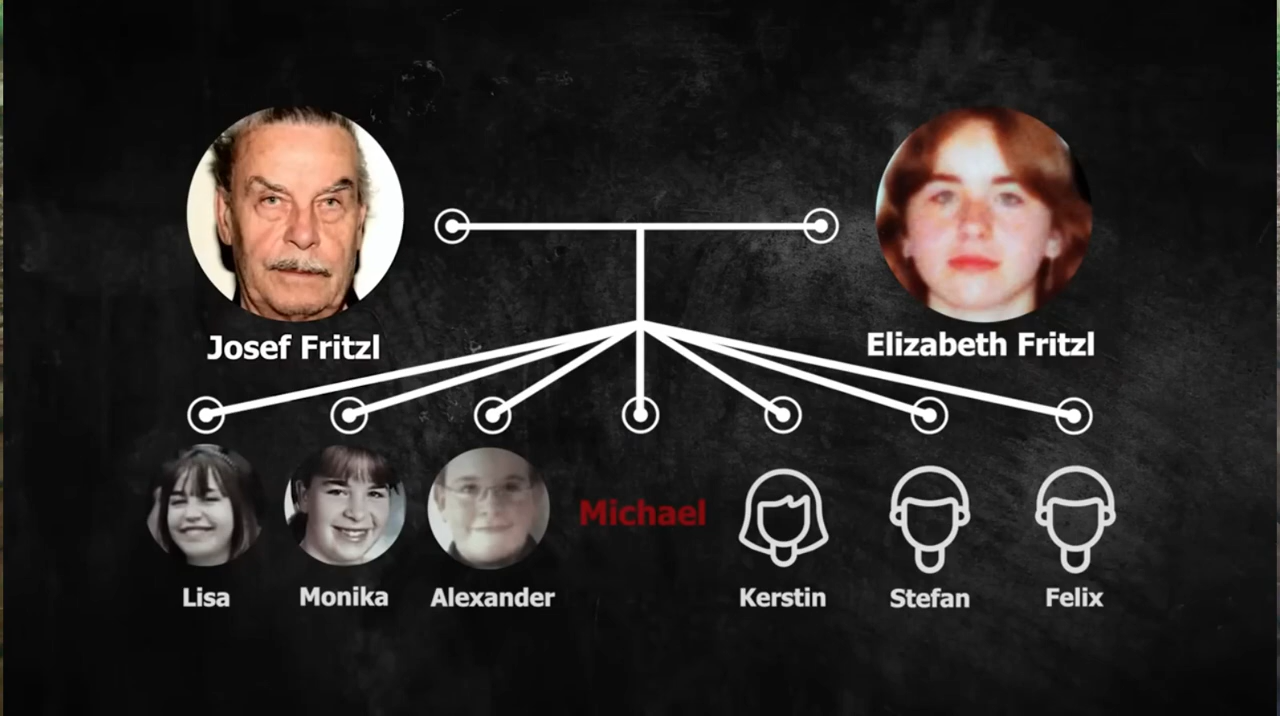 Josef Fritzl
Elizabeth Fritzl
Michael
Lisa
Monika
Alexander
Kerstin
Stefan
Felix